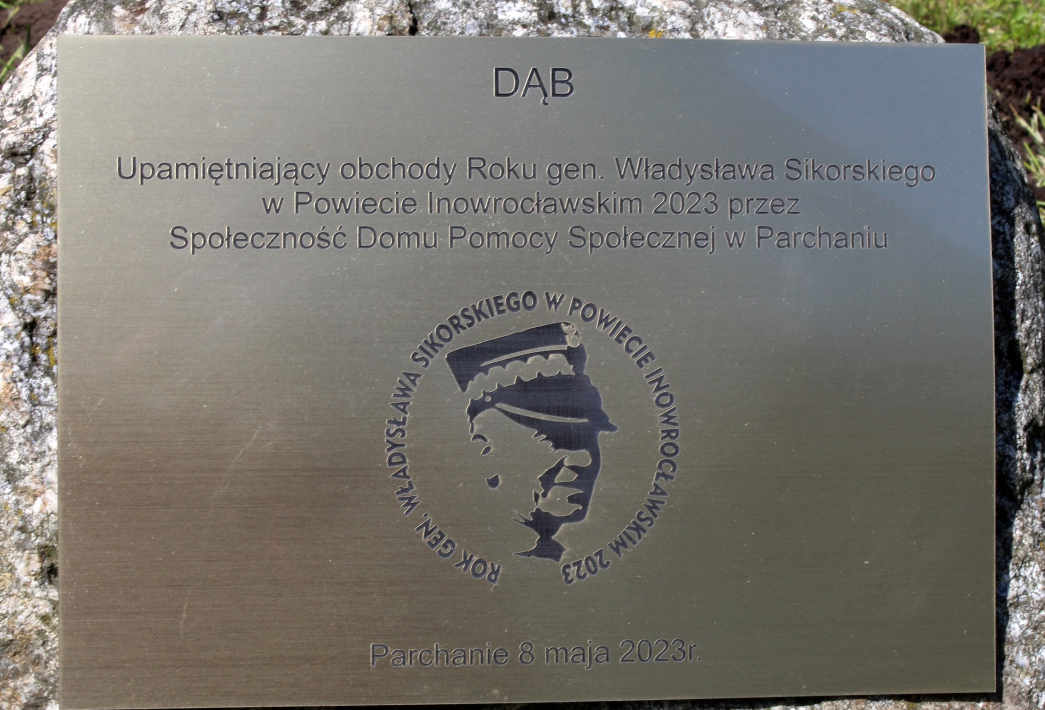 DĄB
Upamiętniający obchody Roku gen. Władysława Sikorskiego
w Powiecie Inowrocławskim 2023 przez
Społeczność Domu Pomocy Społecznej w Parchaniu
ROK GEN. WŁADYSŁAWA SIKORSKIEGO W POWIECIE INOWROCŁAWSKIM 2023
Parchanie 8 maja 2023r.